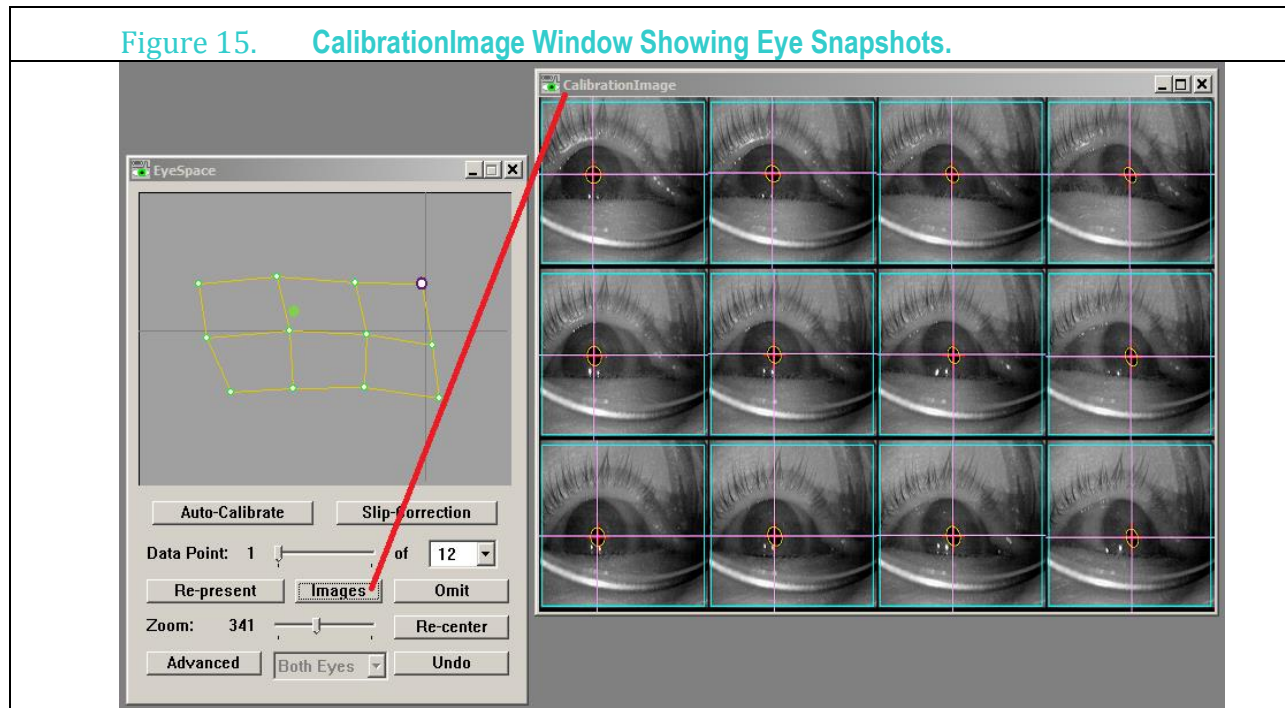 Figure 15. CalibrationImage Window Showing Eye Snapshots.
CalibrationImage
EyeSpace
Auto-Calibrate Slip-Correction
Data Point: 1 of 12
Re-present Images Omit
Zoom: 341 Re-center
Advanced Both Eyes Undo